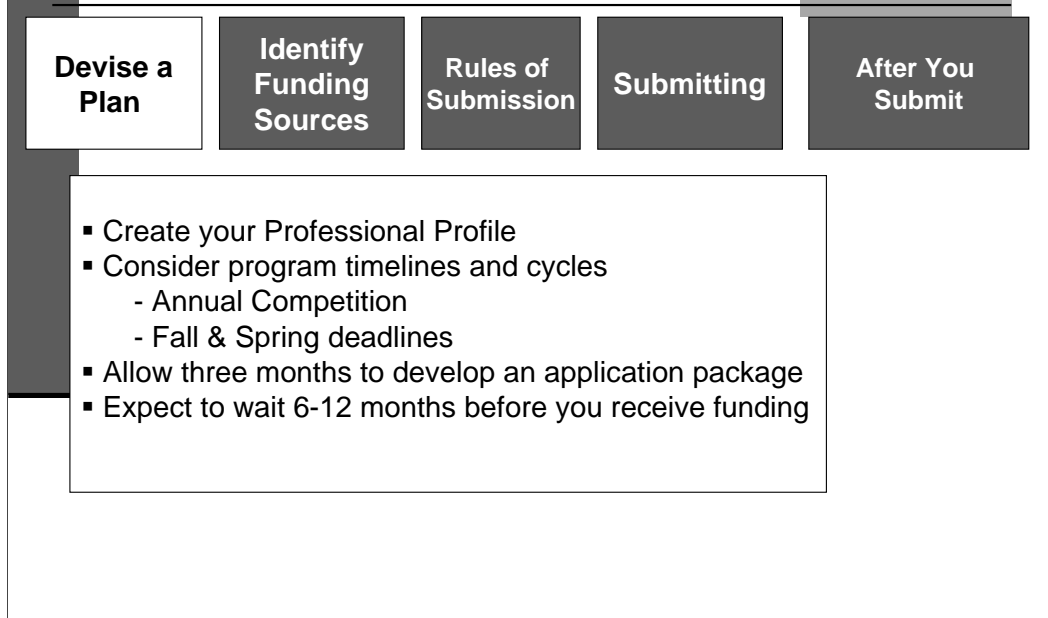 Devise a
Plan
Identify
Funding
Sources
Rules of
Submission
Submitting
After You
Submit
▪ Create your Professional Profile
▪ Consider program timelines and cycles
- Annual Competition
- Fall & Spring deadlines
▪ Allow three months to develop an application package
▪ Expect to wait 6-12 months before you receive funding